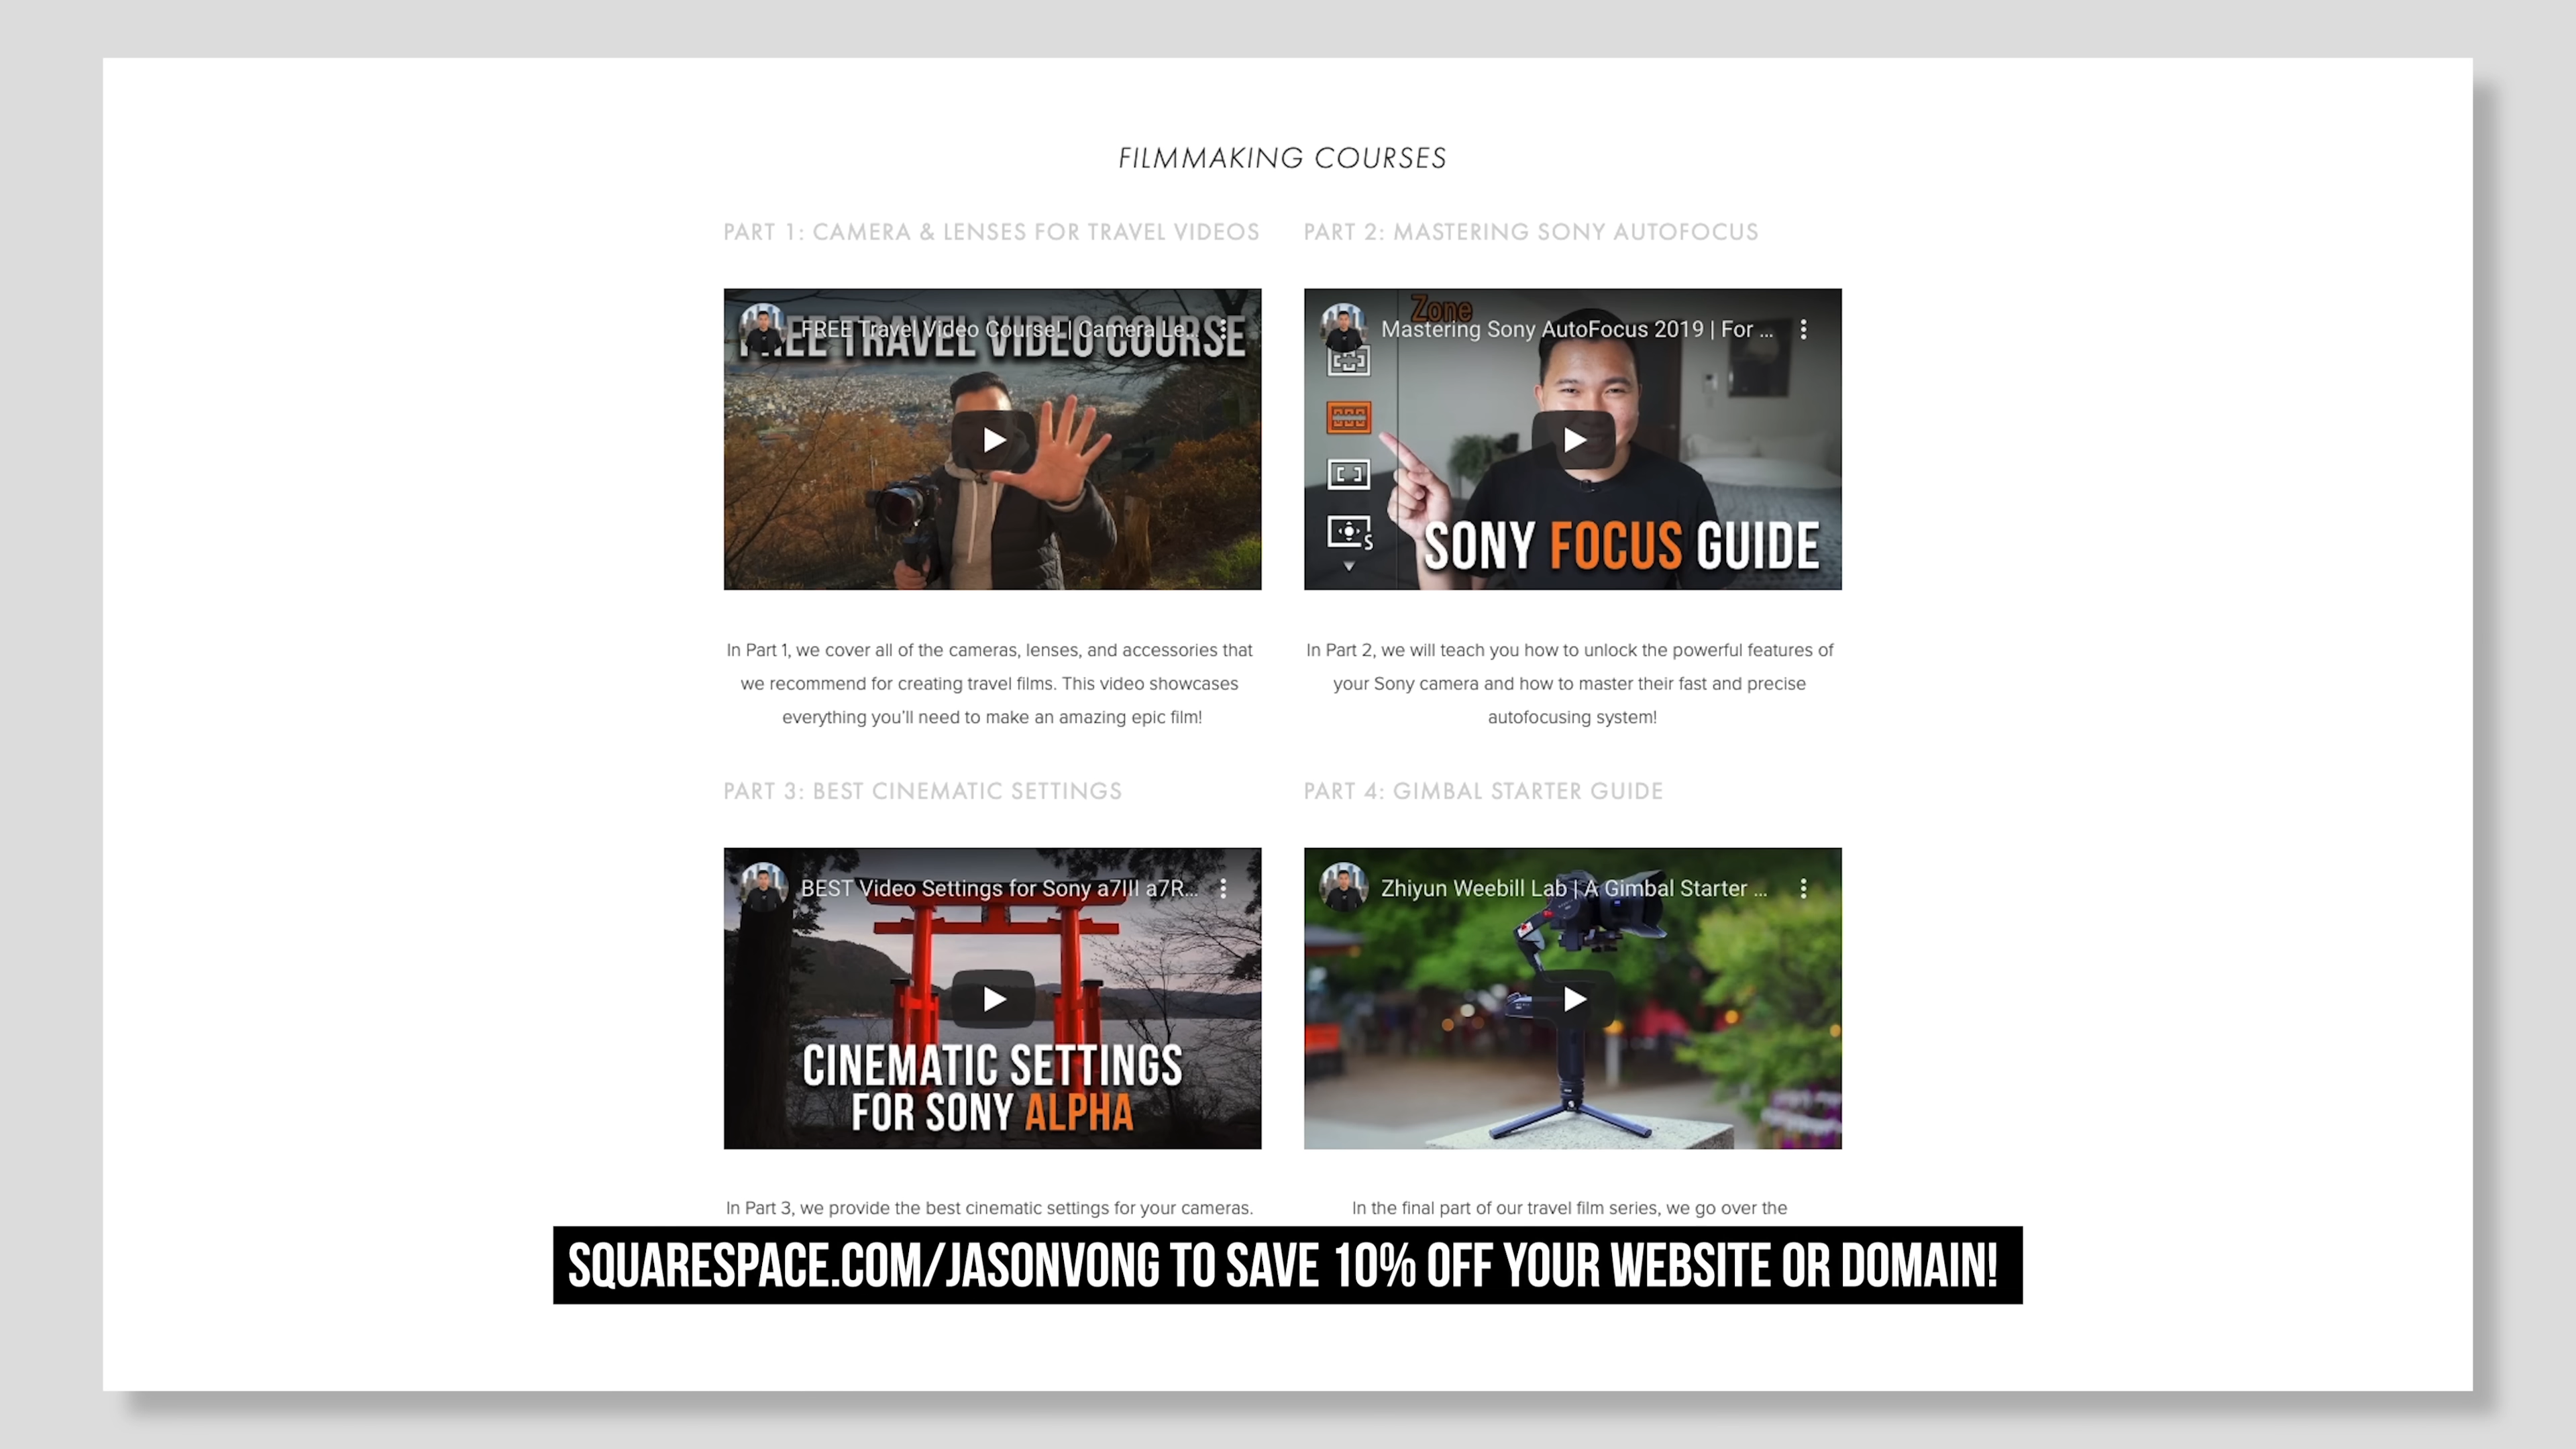 FILMMAKING COURSES
PART 1: CAMERA & LENSES FOR TRAVEL VIDEOS
FREE Travel Video Course! | Camera Le...
FREE TRAVEL VIDEO COURSE
In Part 1, we cover all of the cameras, lenses, and accessories that
we recommend for creating travel films. This video showcases
everything you'll need to make an amazing epic film!
PART 2: MASTERING SONY AUTOFOCUS
Zone
Mastering Sony AutoFocus 2019 | For ...
S
SONY FOCUS GUIDE
In Part 2, we will teach you how to unlock the powerful features of
your Sony camera and how to master their fast and precise
autofocusing system!
PART 3: BEST CINEMATIC SETTINGS
BEST Video Settings for Sony a7III a7R...
CINEMATIC SETTINGS
FOR SONY ALPHA
In Part 3, we provide the best cinematic settings for your cameras.
PART 4: GIMBAL STARTER GUIDE
Zhiyun Weebill Lab | A Gimbal Starter ...
In the final part of our travel film series, we go over the
SQUARESPACE.COM/JASONVONG TO SAVE 10% OFF YOUR WEBSITE OR DOMAIN!